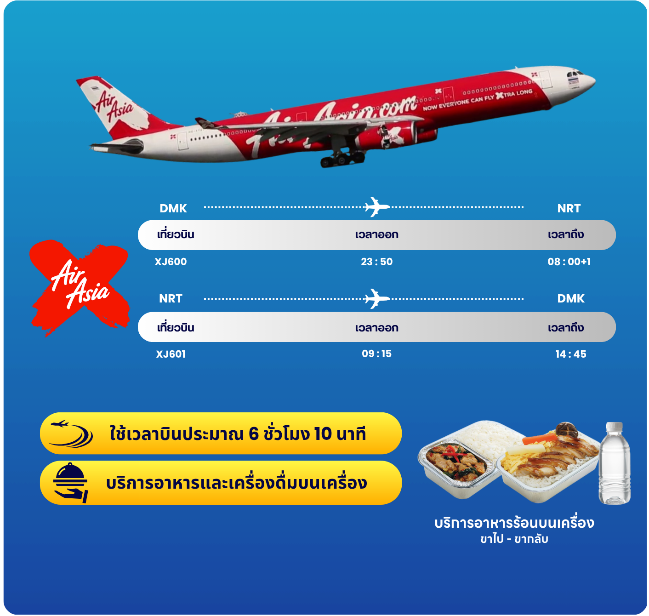 Air Asia
AirAsia.com
NOW EVERYONE CAN FLY XTRA LONG
DMK NRT
เที่ยวบิน เวลาออก เวลาถึง
XJ600 23 : 50 08 : 00+1
Air Asia
NRT DMK
เที่ยวบิน เวลาออก เวลาถึง
XJ601 09 : 15 14 : 45
ใช้เวลาบินประมาณ 6 ชั่วโมง 10 นาที
บริการอาหารและเครื่องดื่มบนเครื่อง
บริการอาหารร้อนบนเครื่อง
ขาไป - ขากลับ